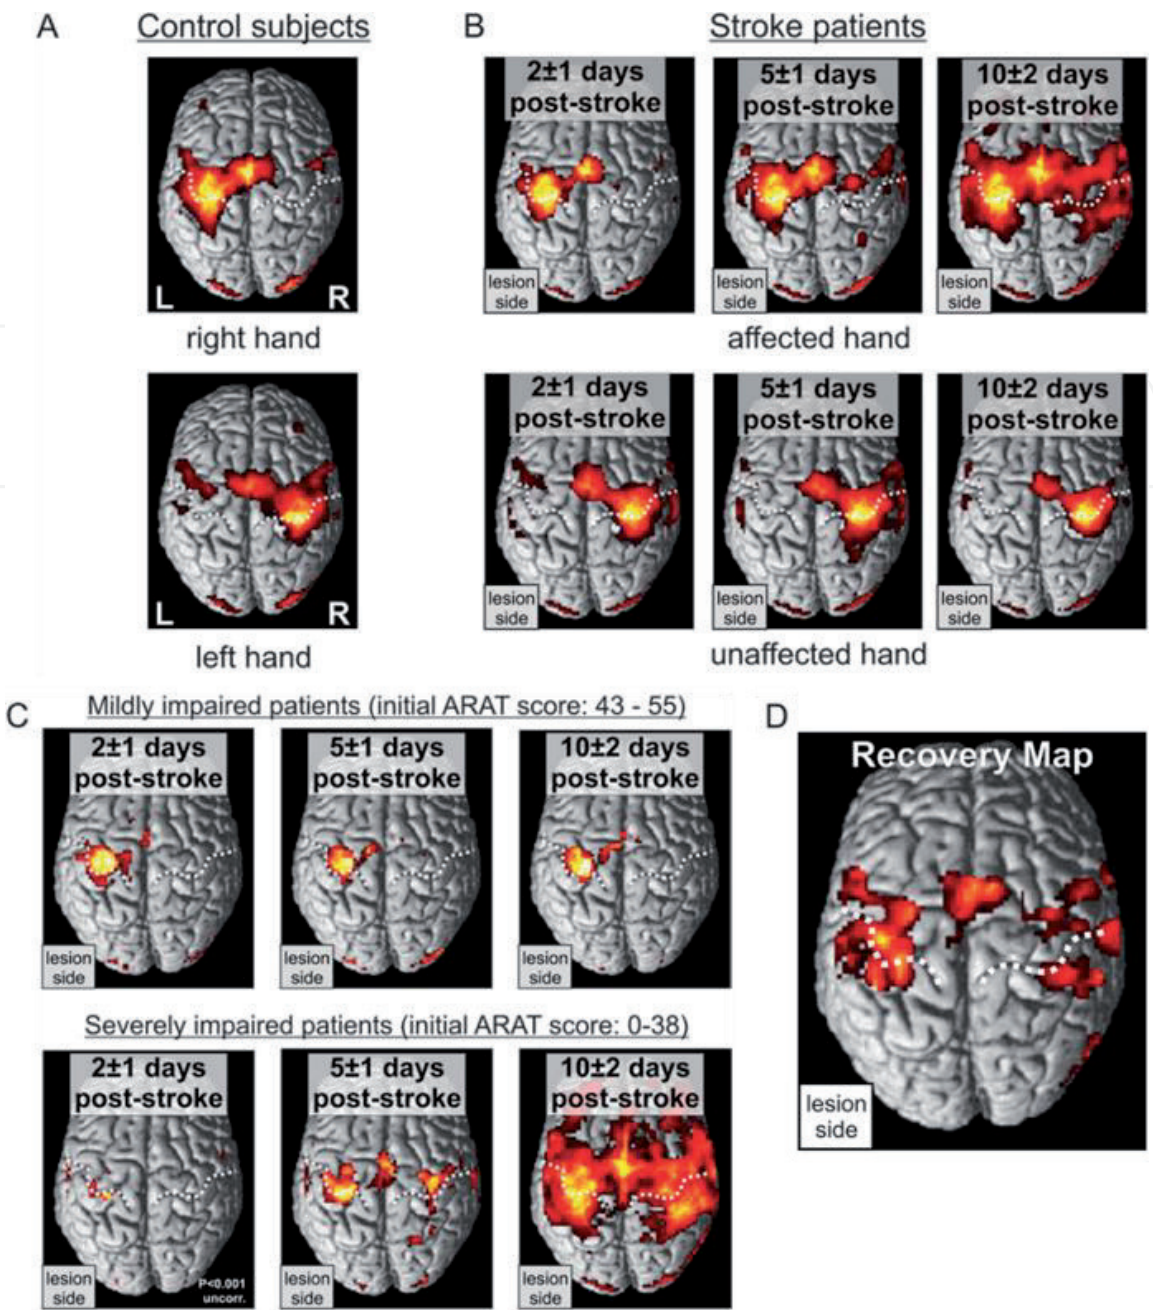 A
Control subjects
L
R
right hand
L
R
left hand
B
Stroke patients
2±1 days
post-stroke
lesion
side
5±1 days
post-stroke
lesion
side
10±2 days
post-stroke
lesion
side
affected hand
2±1 days
post-stroke
lesion
side
5±1 days
post-stroke
lesion
side
10±2 days
post-stroke
lesion
side
unaffected hand
C
Mildly impaired patients (initial ARAT score: 43 - 55)
2±1 days
post-stroke
lesion
side
5±1 days
post-stroke
lesion
side
10±2 days
post-stroke
lesion
side
Severely impaired patients (initial ARAT score: 0-38)
2±1 days
post-stroke
lesion
side
P<0.001
uncorr.
5±1 days
post-stroke
lesion
side
10±2 days
post-stroke
lesion
side
D
Recovery Map
lesion
side